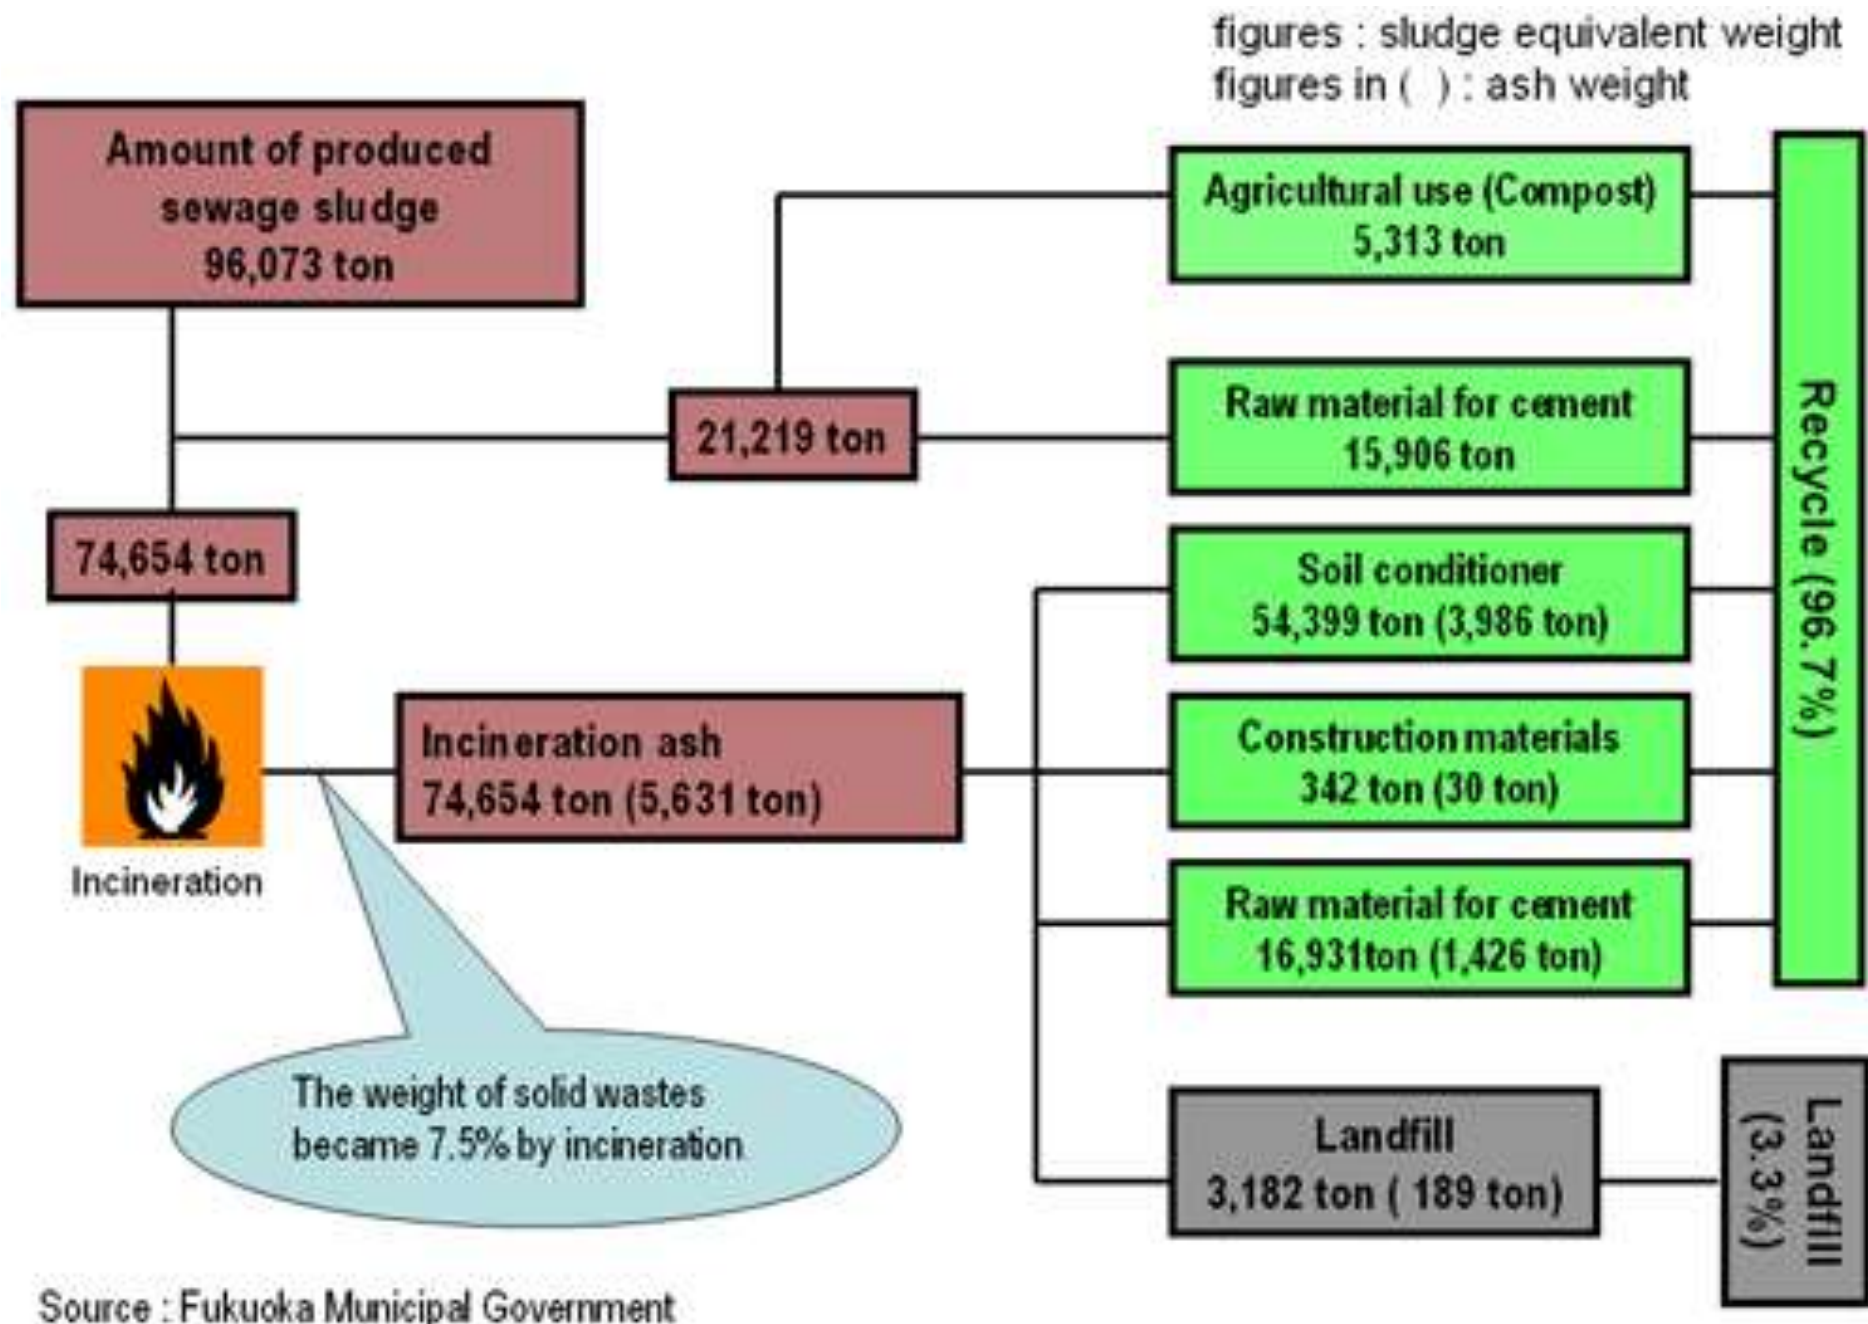 figures : sludge equivalent weight
figures in (  ) : ash weight
Amount of produced
sewage sludge
96,073 ton
Agricultural use (Compost)
5,313 ton
21,219 ton
Raw material for cement
15,906 ton
Recycle (96.7%)
74,654 ton
Soil conditioner
54,399 ton (3,986 ton)
Incineration
Incineration ash
74,654 ton (5,631 ton)
Construction materials
342 ton (30 ton)
Raw material for cement
16,931ton (1,426 ton)
The weight of solid wastes
became 7.5% by incineration
Landfill
3,182 ton ( 189 ton)
Landfill
(3.3%)
Source : Fukuoka Municipal Government